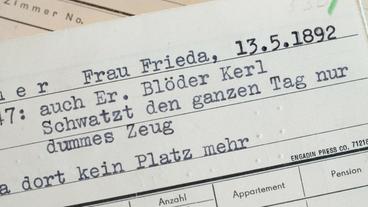 Zimmer No.
Frau Frieda, 13.5.1892
47: auch Er. Blöder Kerl
Schwatzt den ganzen Tag nur
dummes Zeug
a dort kein Platz mehr
ENGADIN PRESS CO. 71218
Anzahl
Appartement
Pension